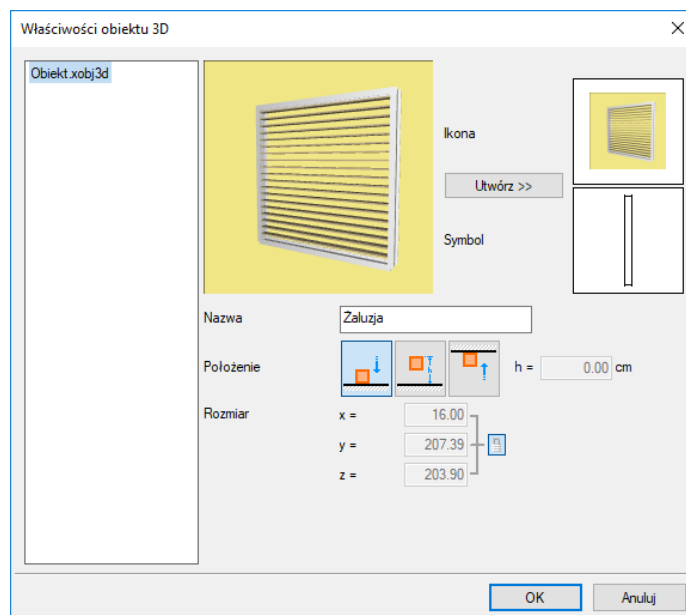 Właściwości obiektu 3D
Obiekt.xobj3d
Ikona
Utwórz >>
Symbol
Nazwa
Żaluzja
Położenie
h
h = 0.00 cm
Rozmiar
x = 16.00
y = 207.39
z = 203.90
OK
Anuluj